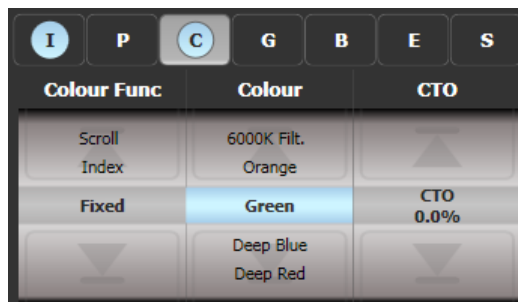 I P C G B E S
Colour Func Colour CTO
Scroll 6000K Filt.
Index Orange
Fixed Green CTO
0.0%
Deep Blue
Deep Red